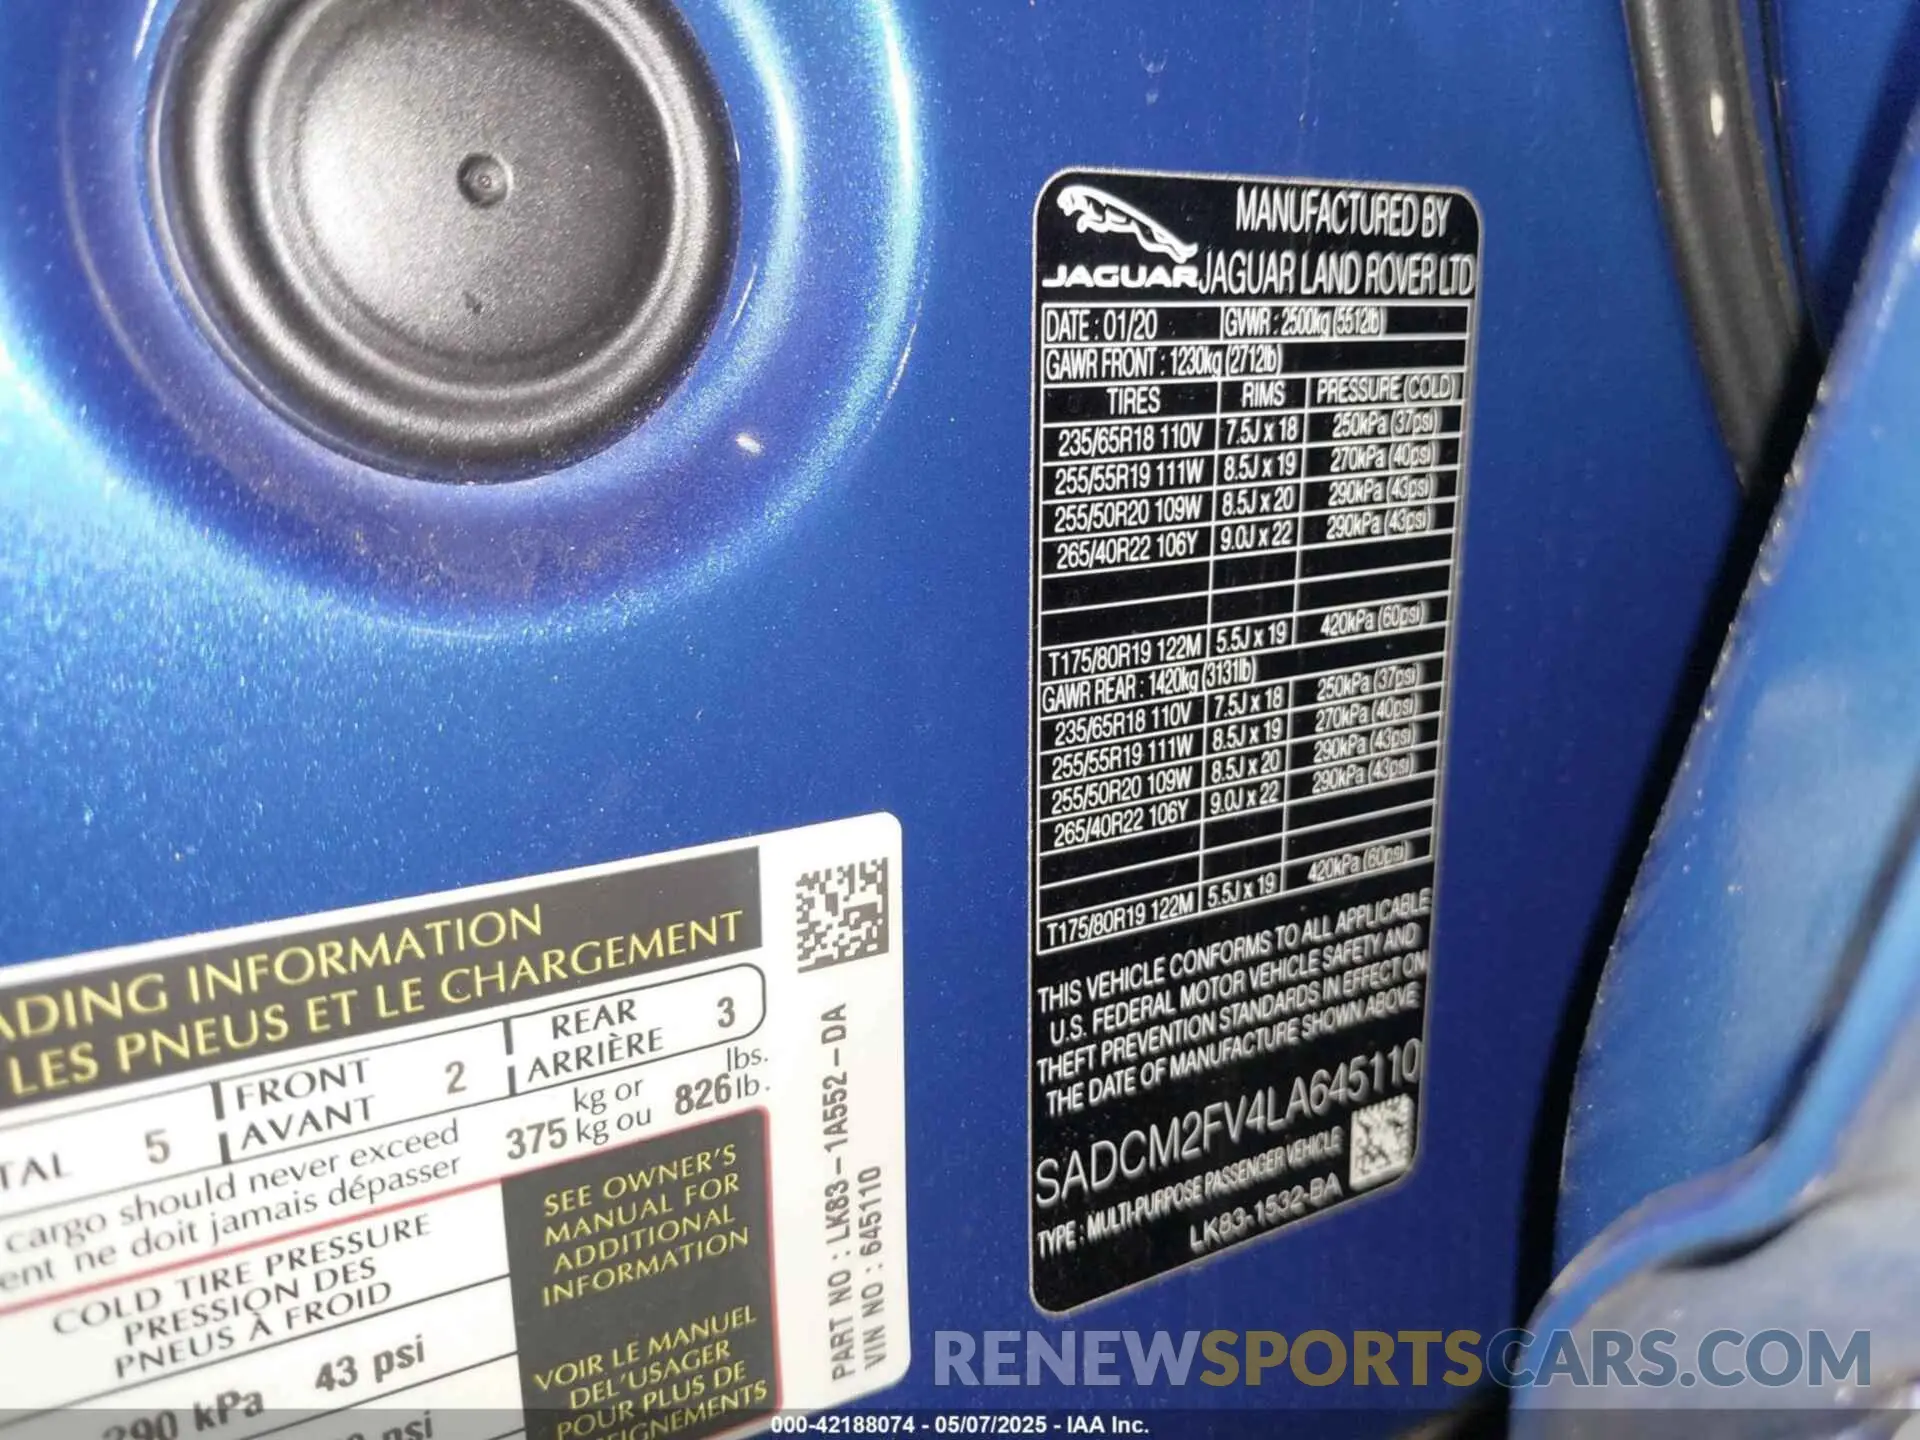 JAGUAR
MANUFACTURED BY
JAGUAR LAND ROVER LTD
DATE : 01/20 GVWR : 2500kg (5512lb)
GAWR FRONT : 1230kg (2712lb)
TIRES RIMS PRESSURE (COLD)
235/65R18 110V 7.5J x 18 250kPa (37psi)
255/55R19 111W 8.5J x 19 270kPa (40psi)
255/50R20 109W 8.5J x 20 290kPa (43psi)
265/40R22 106Y 9.0J x 22 290kPa (43psi)
T175/80R19 122M 5.5J x 19 420kPa (60psi)
GAWR REAR : 1420kg (3131lb)
235/65R18 110V 7.5J x 18 250kPa (37psi)
255/55R19 111W 8.5J x 19 270kPa (40psi)
255/50R20 109W 8.5J x 20 290kPa (43psi)
265/40R22 106Y 9.0J x 22 290kPa (43psi)
T175/80R19 122M 5.5J x 19 420kPa (60psi)
THIS VEHICLE CONFORMS TO ALL APPLICABLE
U.S. FEDERAL MOTOR VEHICLE SAFETY AND
THEFT PREVENTION STANDARDS IN EFFECT ON
THE DATE OF MANUFACTURE SHOWN ABOVE
SADCM2FV4LA645110
TYPE : MULTI-PURPOSE PASSENGER VEHICLE
LK83-1532-BA
ADING INFORMATION
LES PNEUS ET LE CHARGEMENT
TAL 5 FRONT AVANT 2 REAR ARRIÈRE 3
cargo should never exceed 375 kg or 826 lbs.
ent ne doit jamais dépasser kg ou lb.
COLD TIRE PRESSURE
PRESSION DES
PNEUS À FROID
290 kPa 43 psi
psi
SEE OWNER'S
MANUAL FOR
ADDITIONAL
INFORMATION
VOIR LE MANUEL
DEL'USAGER
POUR PLUS DE
EIGNEMENTS
PART NO : LK83-1A552-DA
VIN NO : 645110
RENEWSPORTSCARS.COM
000-42188074 - 05/07/2025 - IAA Inc.